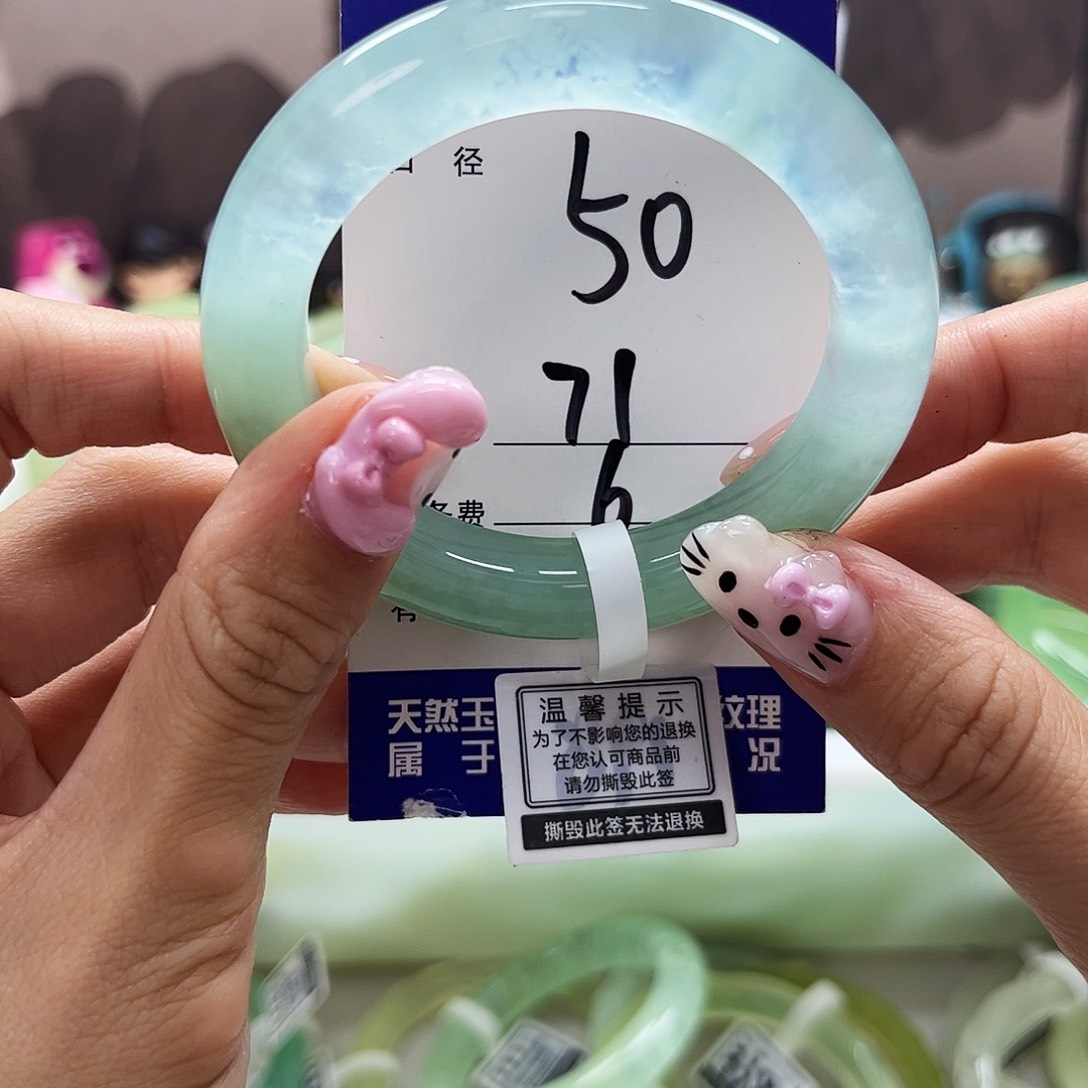 径
50
71
6
费
天然玉
纹理
属 于
况
温馨提示
为了不影响您的退换
在您认可商品前
请勿撕毁此签
撕毁此签无法退换